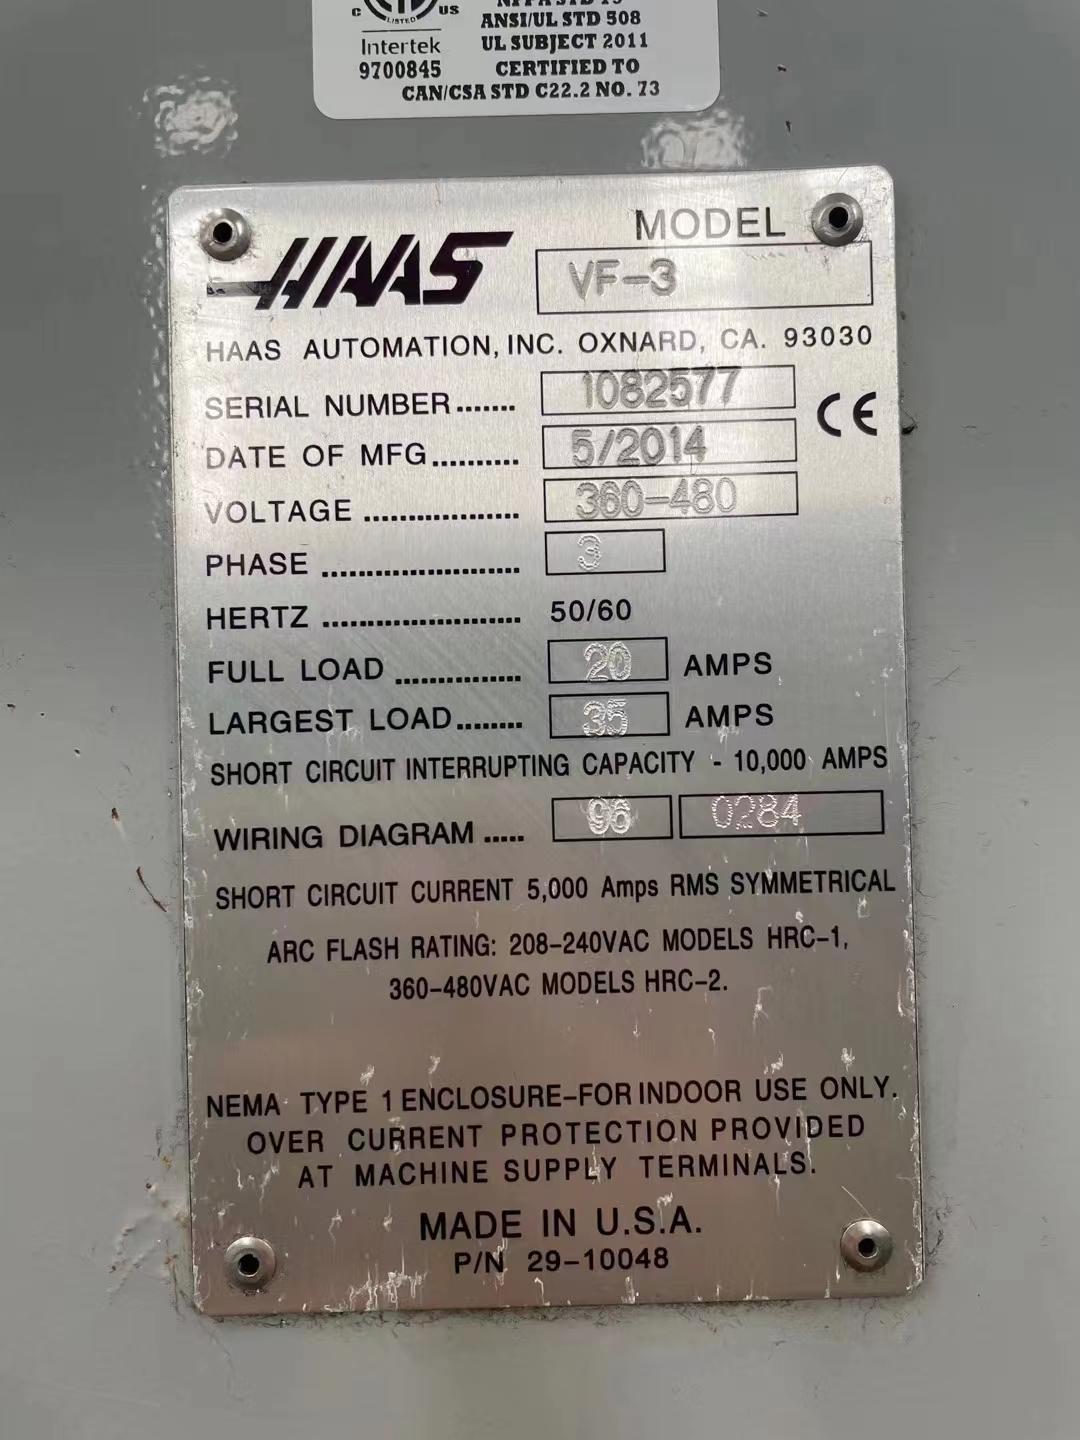 C LISTED US
ANSI/UL STD 508
Intertek
UL SUBJECT 2011
9700845
CERTIFIED TO
CAN/CSA STD C22.2 NO. 73
HAAS
MODEL
VF-3
HAAS AUTOMATION, INC. OXNARD, CA. 93030
SERIAL NUMBER....... 1082577
CE
DATE OF MFG.......... 5/2014
VOLTAGE .................. 360-480
PHASE ....................... 3
HERTZ ....................... 50/60
FULL LOAD .............. 20 AMPS
LARGEST LOAD........ 35 AMPS
SHORT CIRCUIT INTERRUPTING CAPACITY - 10,000 AMPS
WIRING DIAGRAM ..... 96 0284
SHORT CIRCUIT CURRENT 5,000 Amps RMS SYMMETRICAL
ARC FLASH RATING: 208-240VAC MODELS HRC-1,
360-480VAC MODELS HRC-2.
NEMA TYPE 1 ENCLOSURE-FOR INDOOR USE ONLY.
OVER CURRENT PROTECTION PROVIDED
AT MACHINE SUPPLY TERMINALS.
MADE IN U.S.A.
P/N 29-10048